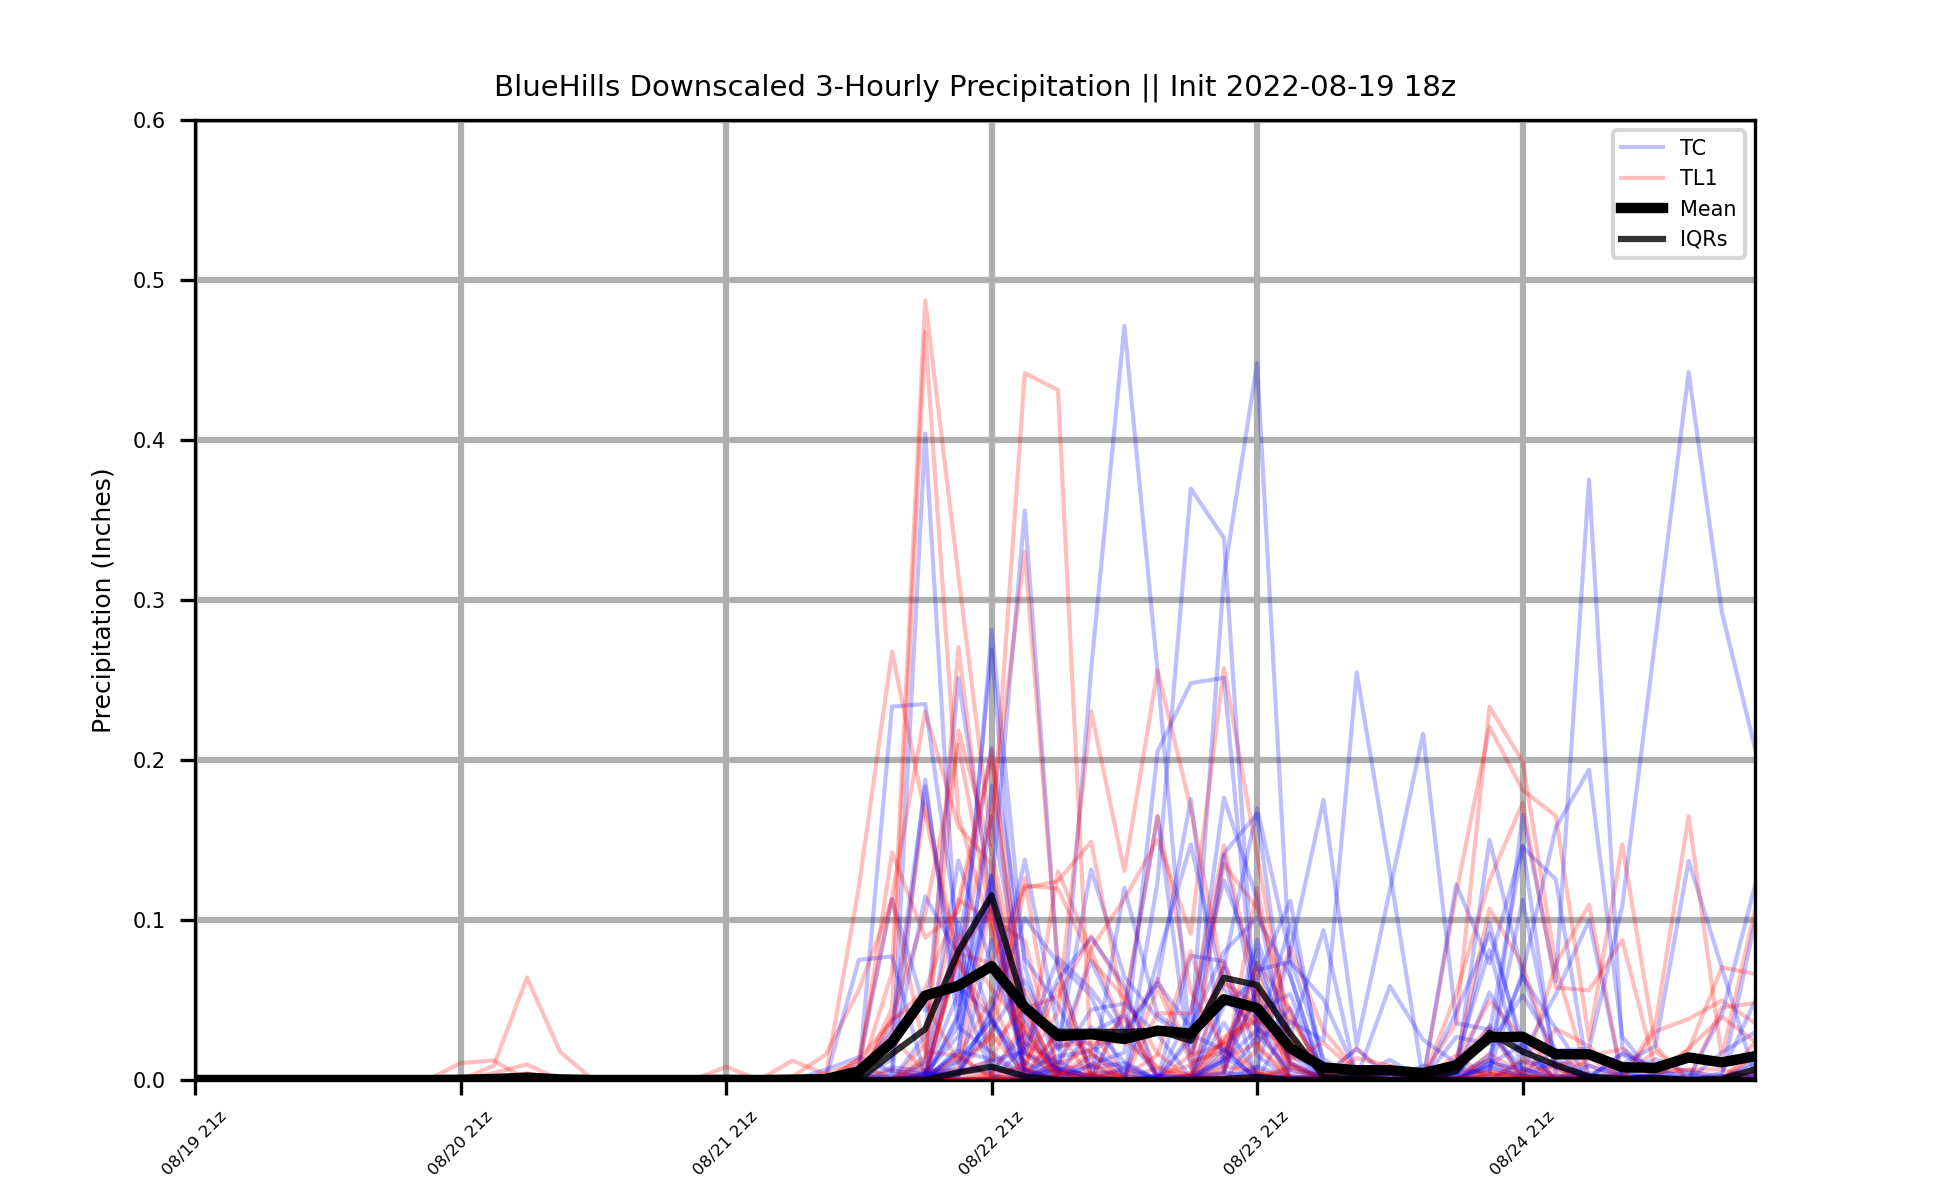 BlueHills Downscaled 3-Hourly Precipitation || Init 2022-08-19 18z
TC
TL1
Mean
IQRs
Precipitation (Inches)
0.6
0.5
0.4
0.3
0.2
0.1
0.0
08/19 21z
08/20 21z
08/21 21z
08/22 21z
08/23 21z
08/24 21z